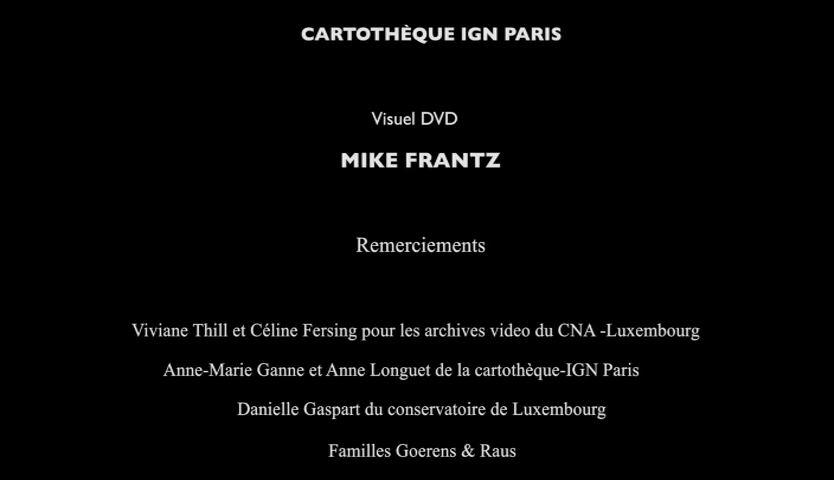 CARTOTHÈQUE IGN PARIS
Visuel DVD
MIKE FRANTZ
Remerciements
Viviane Thill et Céline Fersing pour les archives video du CNA -Luxembourg
Anne-Marie Ganne et Anne Longuet de la cartothèque-IGN Paris
Danielle Gaspart du conservatoire de Luxembourg
Familles Goerens & Raus